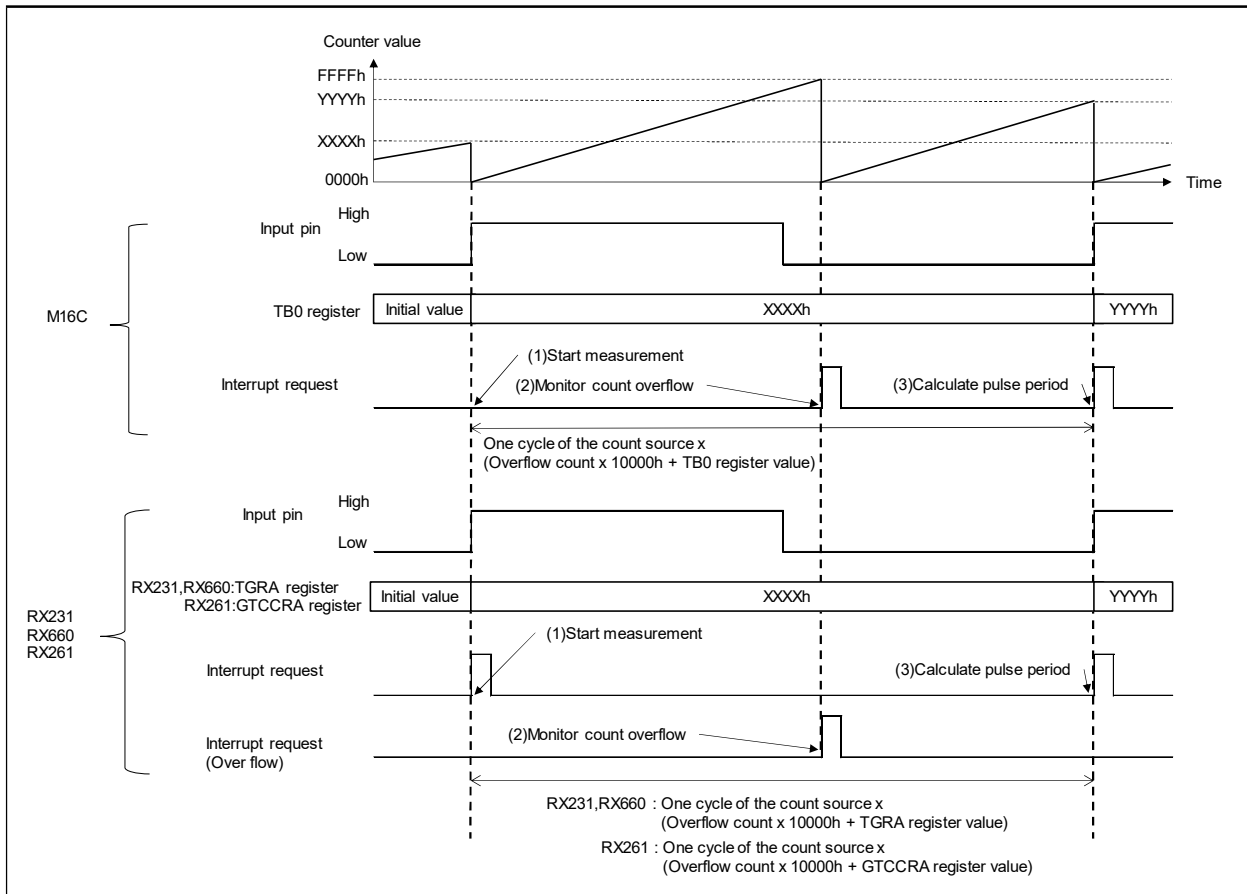 Counter value
FFFFh
YYYYh
XXXXh
0000h
Time
M16C
Input pin
High
Low
TB0 register
Initial value
XXXXh
YYYYh
Interrupt request
(1)Start measurement
(2)Monitor count overflow
(3)Calculate pulse period
One cycle of the count source x
(Overflow count x 10000h + TB0 register value)
RX231
RX660
RX261
Input pin
High
Low
RX231,RX660:TGRA register
RX261:GTCCRA register
Initial value
XXXXh
YYYYh
Interrupt request
(1)Start measurement
(3)Calculate pulse period
Interrupt request
(Over flow)
(2)Monitor count overflow
RX231,RX660 : One cycle of the count source x
(Overflow count x 10000h + TGRA register value)
RX261 : One cycle of the count source x
(Overflow count x 10000h + GTCCRA register value)